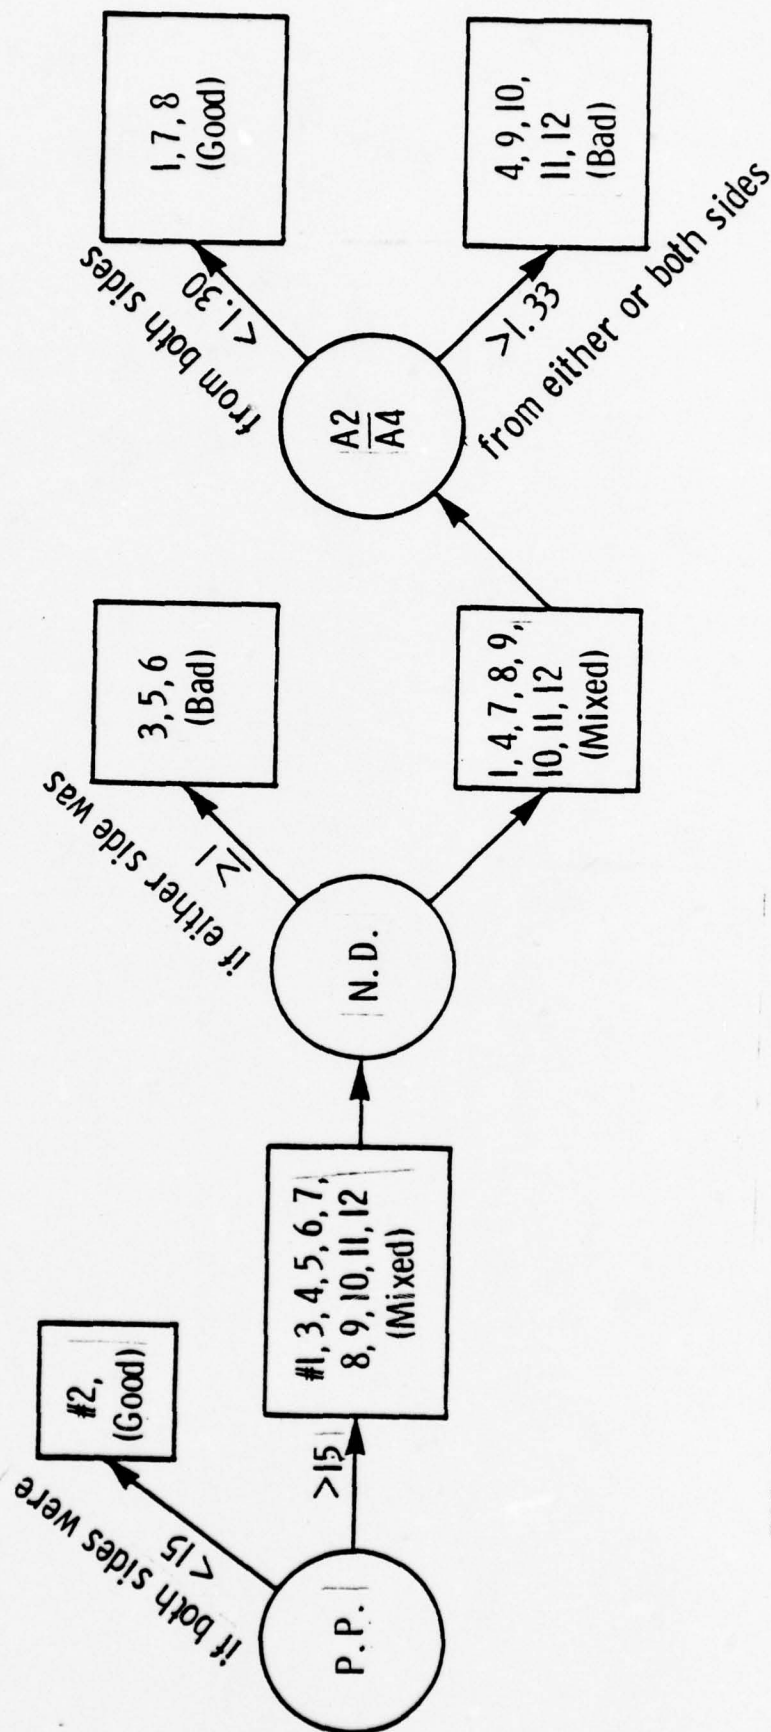 P.P.
if both sides were
<15
#2,
(Good)
>15
#1, 3, 4, 5, 6, 7,
8, 9, 10, 11, 12
(Mixed)
N.D.
if either side was
≥1
3, 5, 6
(Bad)
1, 4, 7, 8, 9,
10, 11, 12
(Mixed)
A2
A4
from both sides
<1.30
1, 7, 8
(Good)
>1.33
from either or both sides
4, 9, 10,
11, 12
(Bad)